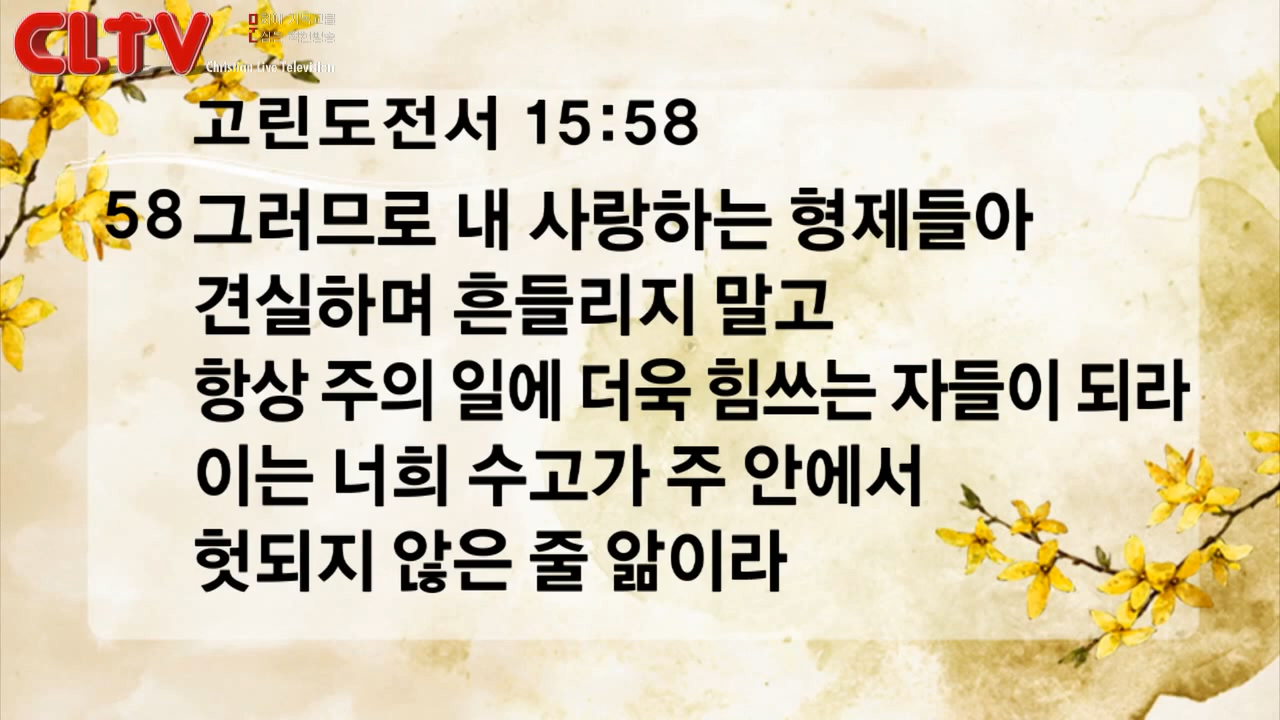 CLTV
Christian Live Television
고린도전서 15:58
58 그러므로 내 사랑하는 형제들아
견실하며 흔들리지 말고
항상 주의 일에 더욱 힘쓰는 자들이 되라
이는 너희 수고가 주 안에서
헛되지 않은 줄 앎이라